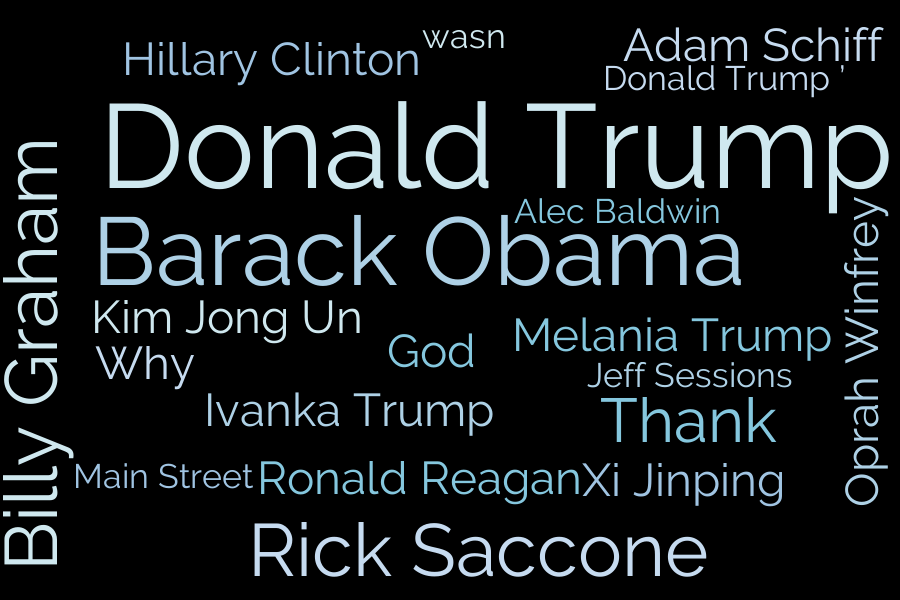 wasn
Hillary Clinton
Adam Schiff
Donald Trump ’
Donald Trump
Alec Baldwin
Barack Obama
Billy Graham
Oprah Winfrey
Kim Jong Un
Melania Trump
God
Why
Jeff Sessions
Ivanka Trump
Thank
Main Street
Ronald Reagan
Xi Jinping
Rick Saccone